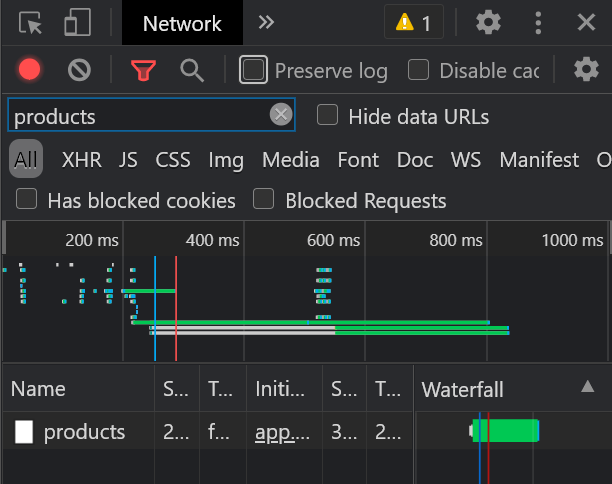 Network » 1
Preserve log Disable cac
products
Hide data URLs
All XHR JS CSS Img Media Font Doc WS Manifest O
Has blocked cookies Blocked Requests
200 ms 400 ms 600 ms 800 ms 1000 ms
Name S... T... Initi... S... T... Waterfall
products 2... f... app.... 3... 2...